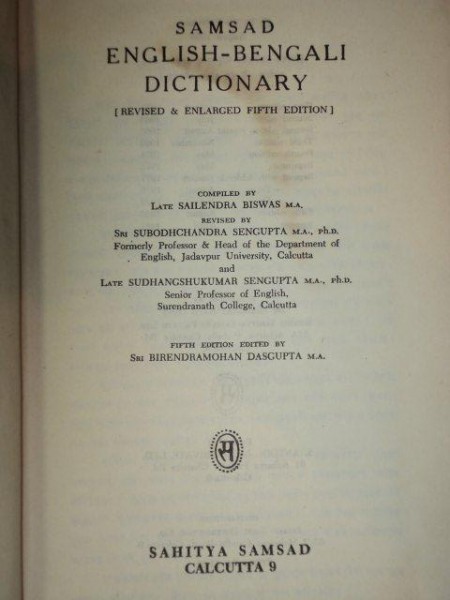 SAMSAD
ENGLISH-BENGALI
DICTIONARY
[ REVISED & ENLARGED FIFTH EDITION ]
COMPILED BY
LATE SAILENDRA BISWAS M.A.
REVISED BY
SRI SUBODHCHANDRA SENGUPTA M.A., Ph.D.
Formerly Professor & Head of the Department of
English, Jadavpur University, Calcutta
and
LATE SUDHANGSHUKUMAR SENGUPTA M.A., Ph.D.
Senior Professor of English,
Surendranath College, Calcutta
FIFTH EDITION EDITED BY
SRI BIRENDRAMOHAN DASGUPTA M.A.
स
SAHITYA SAMSAD
CALCUTTA 9